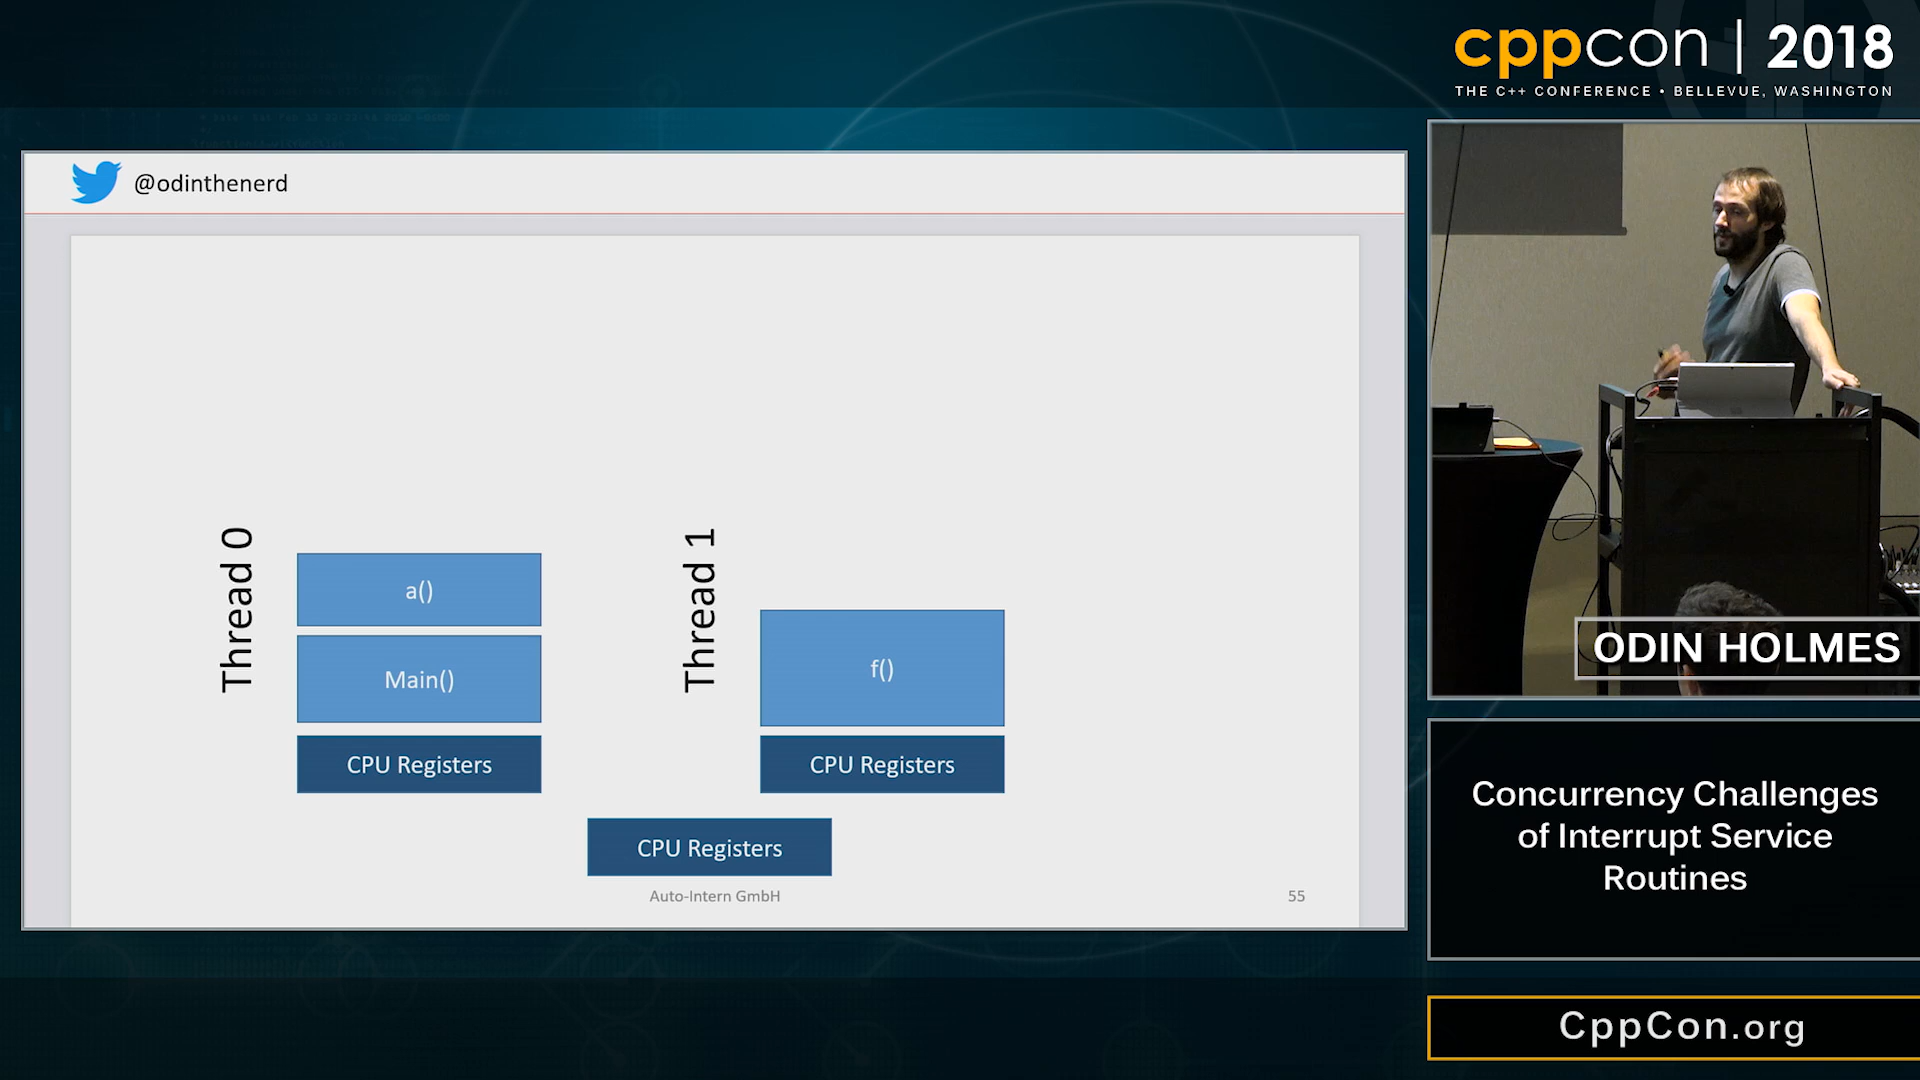 cppcon | 2018
THE C++ CONFERENCE • BELLEVUE, WASHINGTON
@odinthenerd
Thread 0
a()
Main()
CPU Registers
Thread 1
f()
CPU Registers
CPU Registers
Auto-Intern GmbH
55
ODIN HOLMES
Concurrency Challenges
of Interrupt Service
Routines
CppCon.org